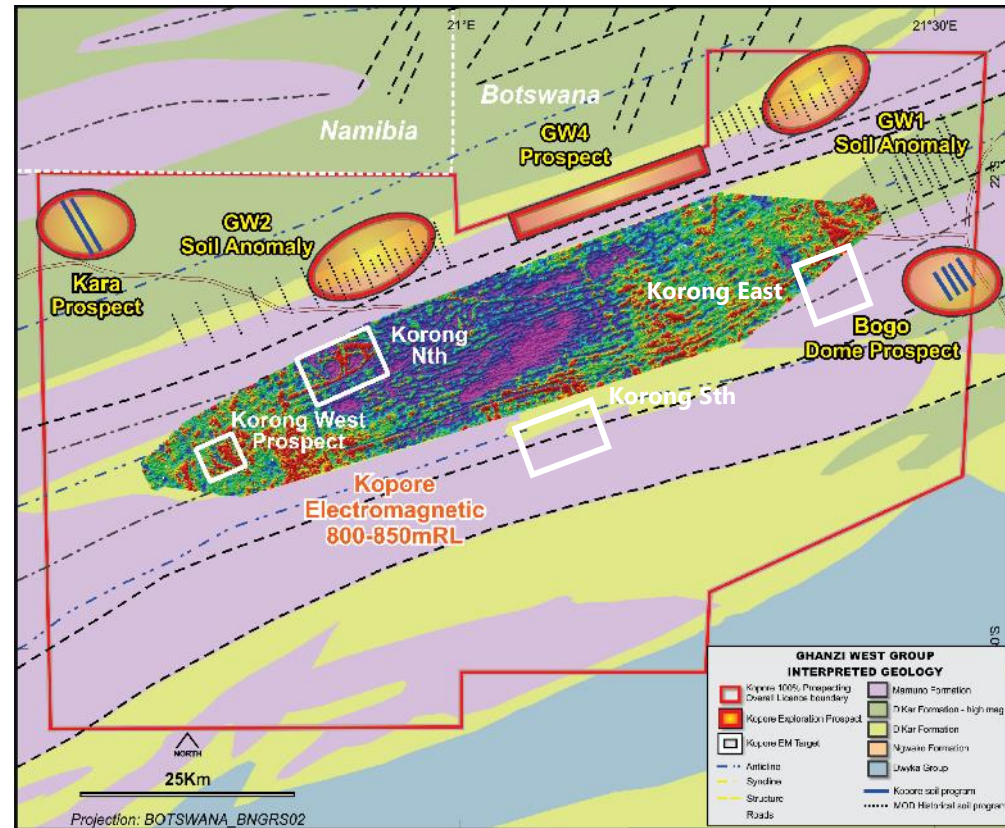 21°E
21°30'E
Botswana
Namibia
GW4
Prospect
GW1
Soil Anomaly
GW2
Soil Anomaly
Kara
Prospect
Korong East
Korong
Nth
Bogo
Dome Prospect
Korong Sth
Korong West
Prospect
Kopore
Electromagnetic
800-850mRL
NORTH
25Km
Projection: BOTSWANA_BNGRS02
GHANZI WEST GROUP
INTERPRETED GEOLOGY
Kopore 100% Prospecting
Overall Licence boundary
Kopore Exploration Prospect
Kopore EM Target
Anticline
Syncline
Structure
Roads
Mamuno Formation
D'Kar Formation - high mag
D'Kar Formation
Ngwako Formation
Dwyka Group
Kopore soil program
MOD Historical soil program